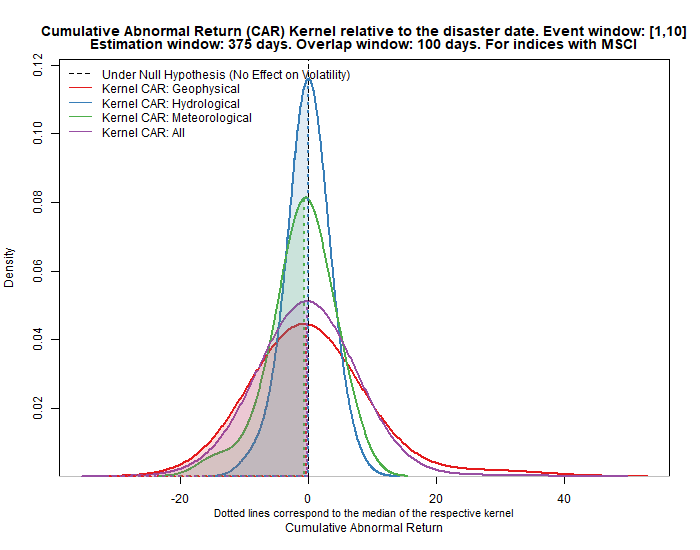 Cumulative Abnormal Return (CAR) Kernel relative to the disaster date. Event window: [1,10]
Estimation window: 375 days. Overlap window: 100 days. For indices with MSCI
Under Null Hypothesis (No Effect on Volatility)
Kernel CAR: Geophysical
Kernel CAR: Hydrological
Kernel CAR: Meteorological
Kernel CAR: All
0.12
0.10
0.08
0.06
0.04
0.02
Density
-20 0 20 40
Dotted lines correspond to the median of the respective kernel
Cumulative Abnormal Return